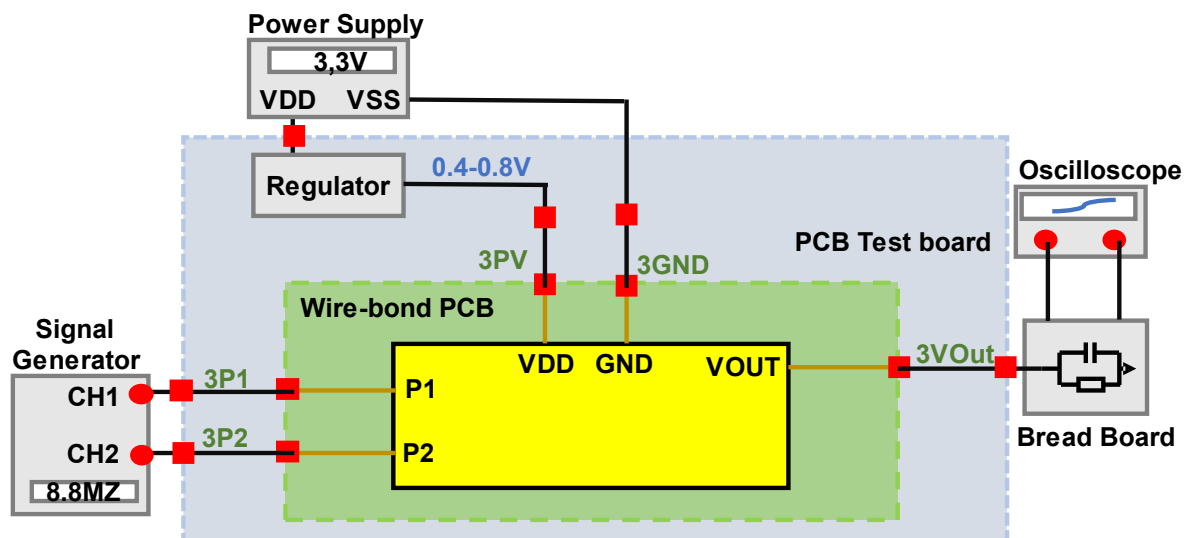 Power Supply
3,3V
VDD VSS
Regulator
0.4-0.8V
Oscilloscope
PCB Test board
3PV
3GND
Wire-bond PCB
Signal
Generator
CH1
3P1
P1
VDD GND
VOUT
3VOut
CH2
3P2
P2
8.8MZ
Bread Board